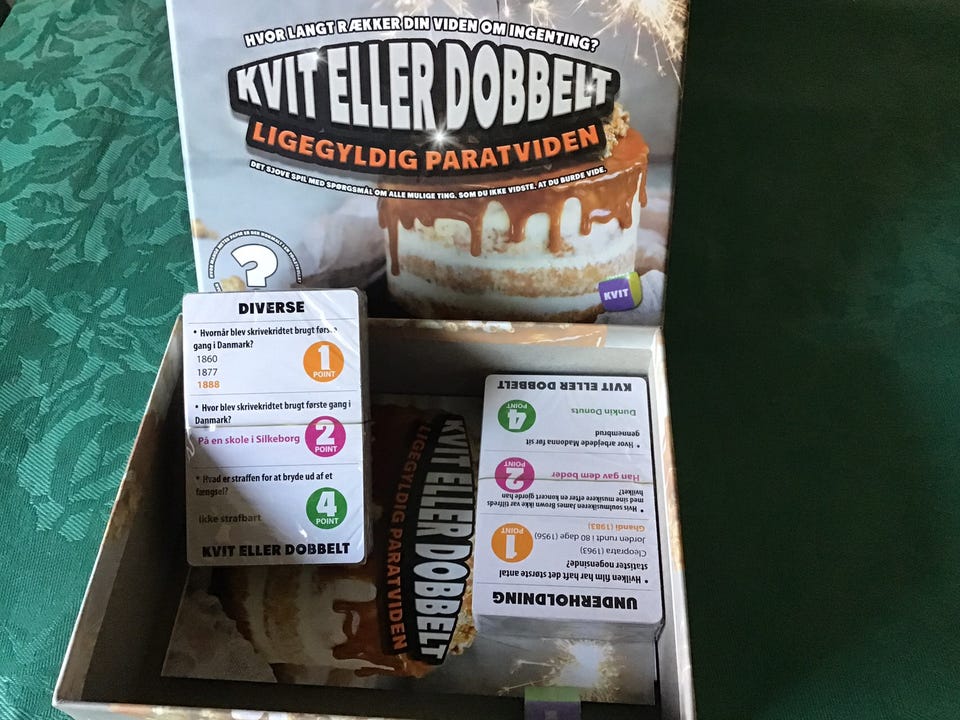 HVOR LANGT RÆKKER DIN VIDEN OM INGENTING?
KVIT ELLER DOBBELT
LIGEGYLDIG PARATVIDEN
DET SJOVE SPIL MED SPØRGSMÅL OM ALLE MULIGE TING, SOM DU IKKE VIDSTE, AT DU BURDE VIDE.
?
KVIT
DIVERSE
• Hvornår blev skrivekridtet brugt første
gang i Danmark?
1860
1877
1888
1
POINT
• Hvor blev skrivekridtet brugt første gang i
Danmark?
På en skole i Silkeborg
2
POINT
• Hvad er straffen for at bryde ud af et
fængsel?
ikke strafbart
4
POINT
KVIT ELLER DOBBELT
KVIT ELLER DOBBELT
LIGEGYLDIG PARATVIDEN
UNDERHOLDNING
• Hvilken film har haft det største antal
statister nogensinde?
Cleopatra (1963)
Jorden rundt i 80 dage (1956)
Ghandi (1983)
1
POINT
• Hvis soulmusikeren James Brown ikke var tilfreds
med sine musikere efter en koncert gjorde han
hvilket?
Han gav dem bøder
2
POINT
• Hvor arbejdede Madonna før sit
gennembrud
Dunkin Donuts
4
POINT
KVIT ELLER DOBBELT